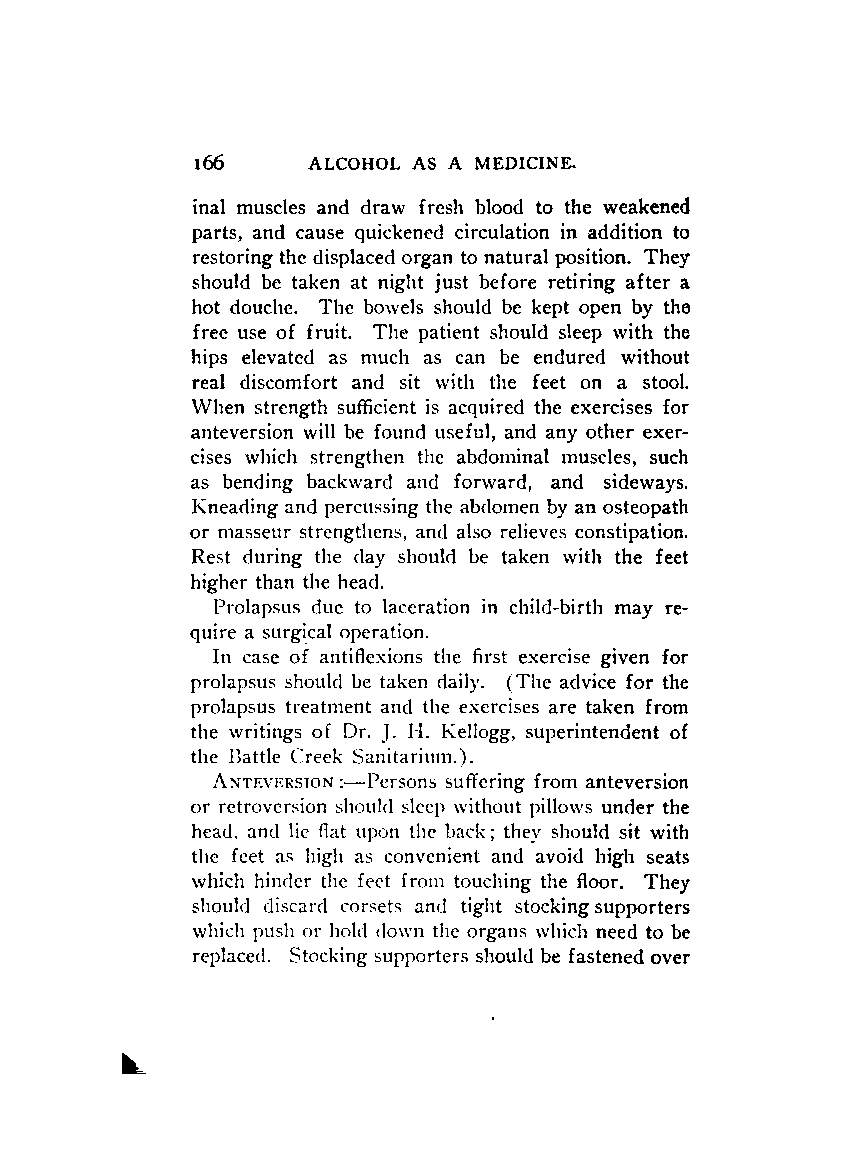 166 ALCOHOL AS A MEDICINE.
inal muscles and draw fresh blood to the weakened
parts, and cause quickened circulation in addition to
restoring the displaced organ to natural position. They
should be taken at night just before retiring after a
hot douche. The bowels should be kept open by the
free use of fruit. The patient should sleep with the
hips elevated as much as can be endured without
real discomfort and sit with the feet on a stool.
When strength sufficient is acquired the exercises for
anteversion will be found useful, and any other exer-
cises which strengthen the abdominal muscles, such
as bending backward and forward, and sideways.
Kneading and percussing the abdomen by an osteopath
or masseur strengthens, and also relieves constipation.
Rest during the day should be taken with the feet
higher than the head.
Prolapsus due to laceration in child-birth may re-
quire a surgical operation.
In case of antiflexions the first exercise given for
prolapsus should be taken daily. (The advice for the
prolapsus treatment and the exercises are taken from
the writings of Dr. J. H. Kellogg, superintendent of
the Battle Creek Sanitarium.).
ANTEVERSION:—Persons suffering from anteversion
or retroversion should sleep without pillows under the
head, and lie flat upon the back; they should sit with
the feet as high as convenient and avoid high seats
which hinder the feet from touching the floor. They
should discard corsets and tight stocking supporters
which push or hold down the organs which need to be
replaced. Stocking supporters should be fastened over